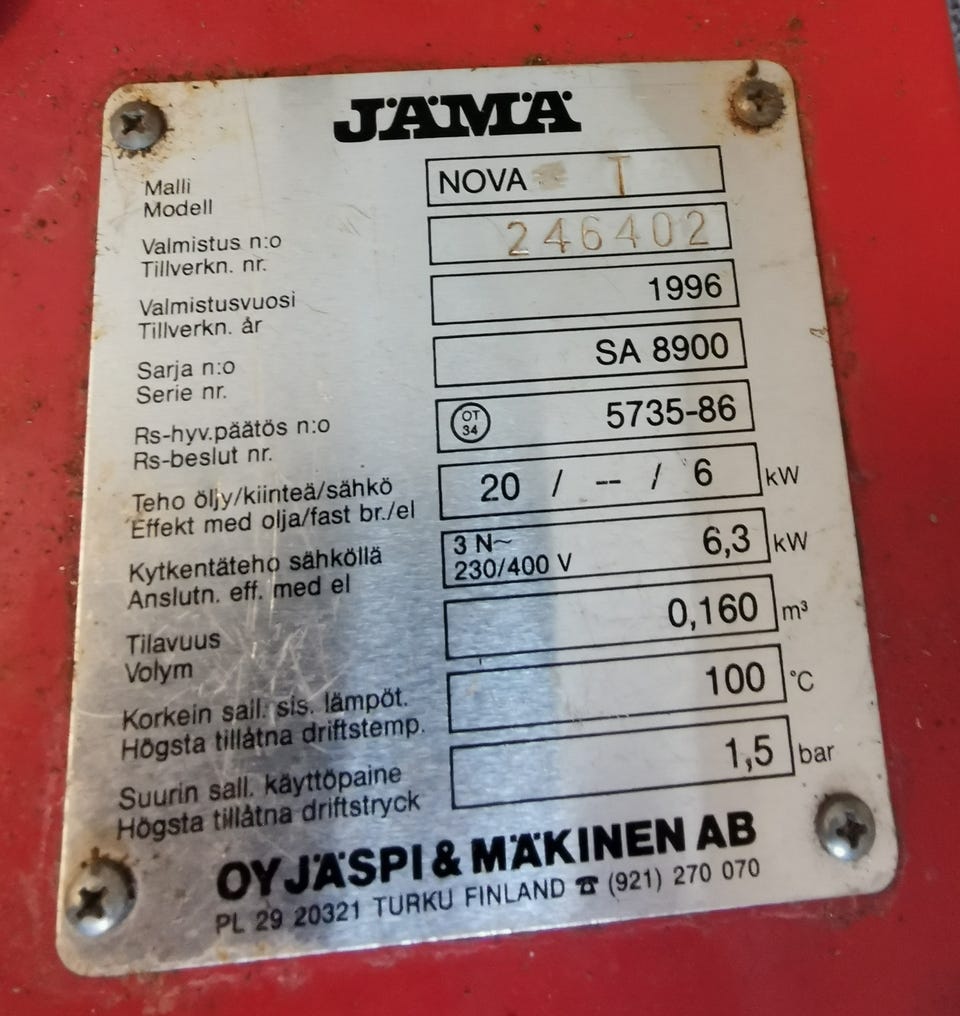 JÄMÄ
Malli
Modell
NOVA T
Valmistus n:o
Tillverkn. nr.
246402
Valmistusvuosi
Tillverkn. år
1996
Sarja n:o
Serie nr.
SA 8900
Rs-hyv.päätös n:o
Rs-beslut nr.
OT
34
5735-86
Teho öljy/kiinteä/sähkö
Effekt med olja/fast br./el
20 / -- / 6 kW
Kytkentäteho sähköllä
Anslutn. eff. med el
3 N~
230/400 V
6,3 kW
Tilavuus
Volym
0,160 m³
Korkein sall. sis. lämpöt.
Högsta tillåtna driftstemp.
100 °C
Suurin sall. käyttöpaine
Högsta tillåtna driftstryck
1,5 bar
OY JÄSPI & MÄKINEN AB
PL 29 20321 TURKU FINLAND ☎ (921) 270 070